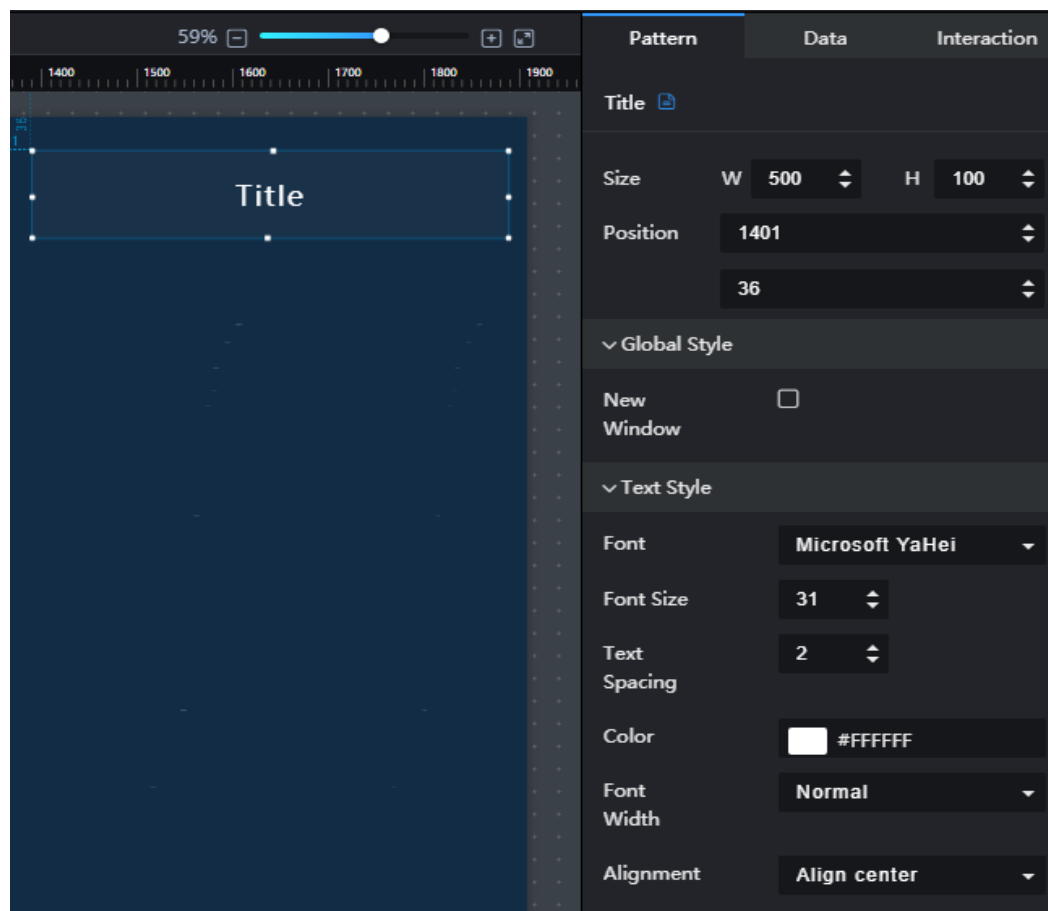 59%
Pattern Data Interaction
1400 1500 1600 1700 1800 1900
Title
36
1
Title
Size W 500 H 100
Position 1401
36
Global Style
New
Window
Text Style
Font Microsoft YaHei
Font Size 31
Text 2
Spacing
Color #FFFFFF
Font Normal
Width
Alignment Align center